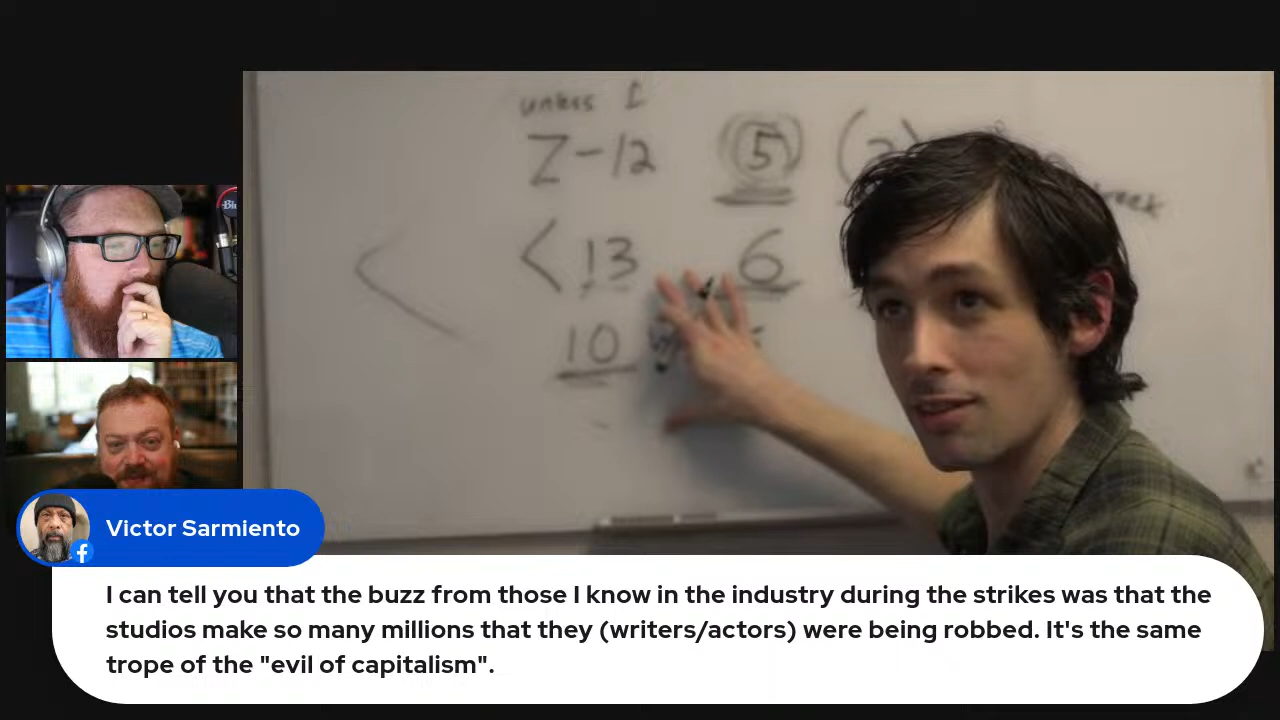 unless
Z-12 (5) (2)
<13 6
<
10
Victor Sarmiento
I can tell you that the buzz from those I know in the industry during the strikes was that the
studios make so many millions that they (writers/actors) were being robbed. It's the same
trope of the "evil of capitalism".